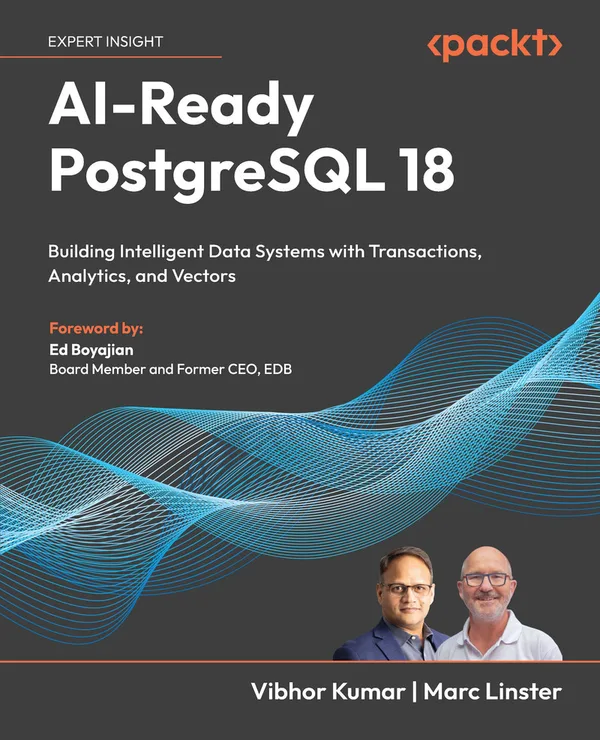 EXPERT INSIGHT
<packt>
AI-Ready
PostgreSQL 18
Building Intelligent Data Systems with Transactions,
Analytics, and Vectors
Foreword by:
Ed Boyajian
Board Member and Former CEO, EDB
Vibhor Kumar | Marc Linster